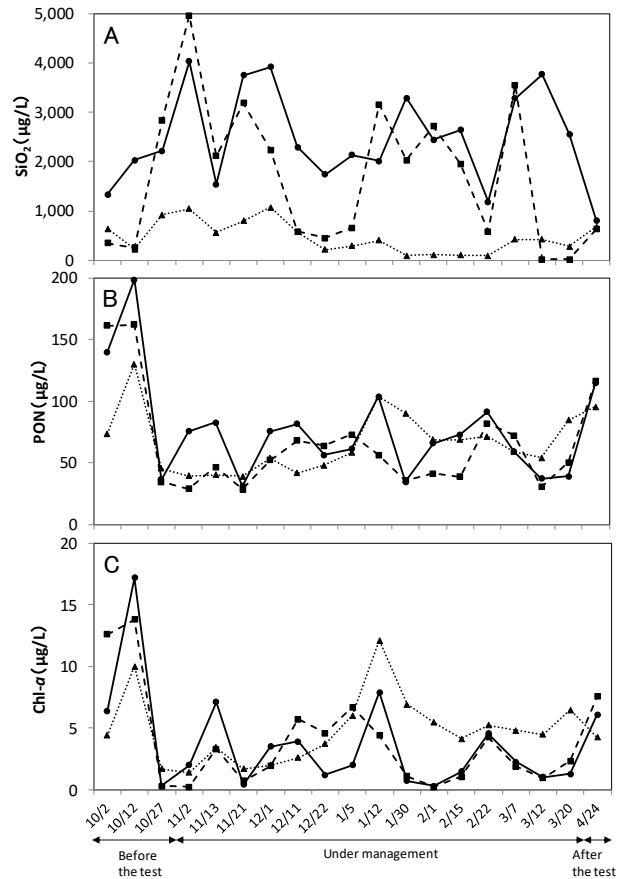 A
5,000
4,000
3,000
2,000
1,000
0
SiO₂ (µg/L)
B
200
150
100
50
0
PON (µg/L)
C
20
15
10
5
0
Chl-a (µg/L)
10/2 10/12 10/27 11/2 11/13 11/21 12/1 12/11 12/22 1/5 1/12 1/30 2/1 2/15 2/22 3/7 3/12 3/20 4/24
Before the test
Under management
After the test